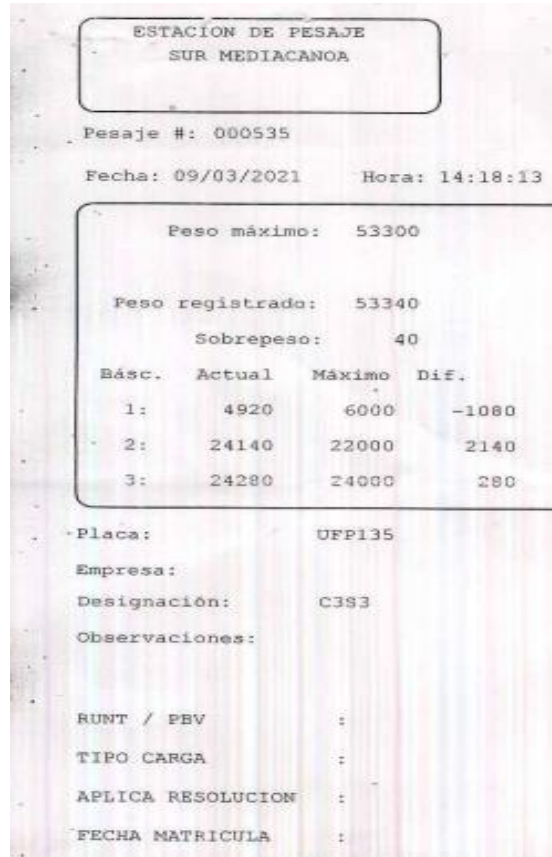 ESTACION DE PESAJE
SUR MEDIACANOA
Pesaje #: 000535
Fecha: 09/03/2021 Hora: 14:18:13
Peso máximo: 53300
Peso registrado: 53340
Sobrepeso: 40
Básc. Actual Máximo Dif.
1: 4920 6000 -1080
2: 24140 22000 2140
3: 24280 24000 280
Placa: UFP135
Empresa:
Designación: C3S3
Observaciones:
RUNT / PBV :
TIPO CARGA :
APLICA RESOLUCION :
FECHA MATRICULA :